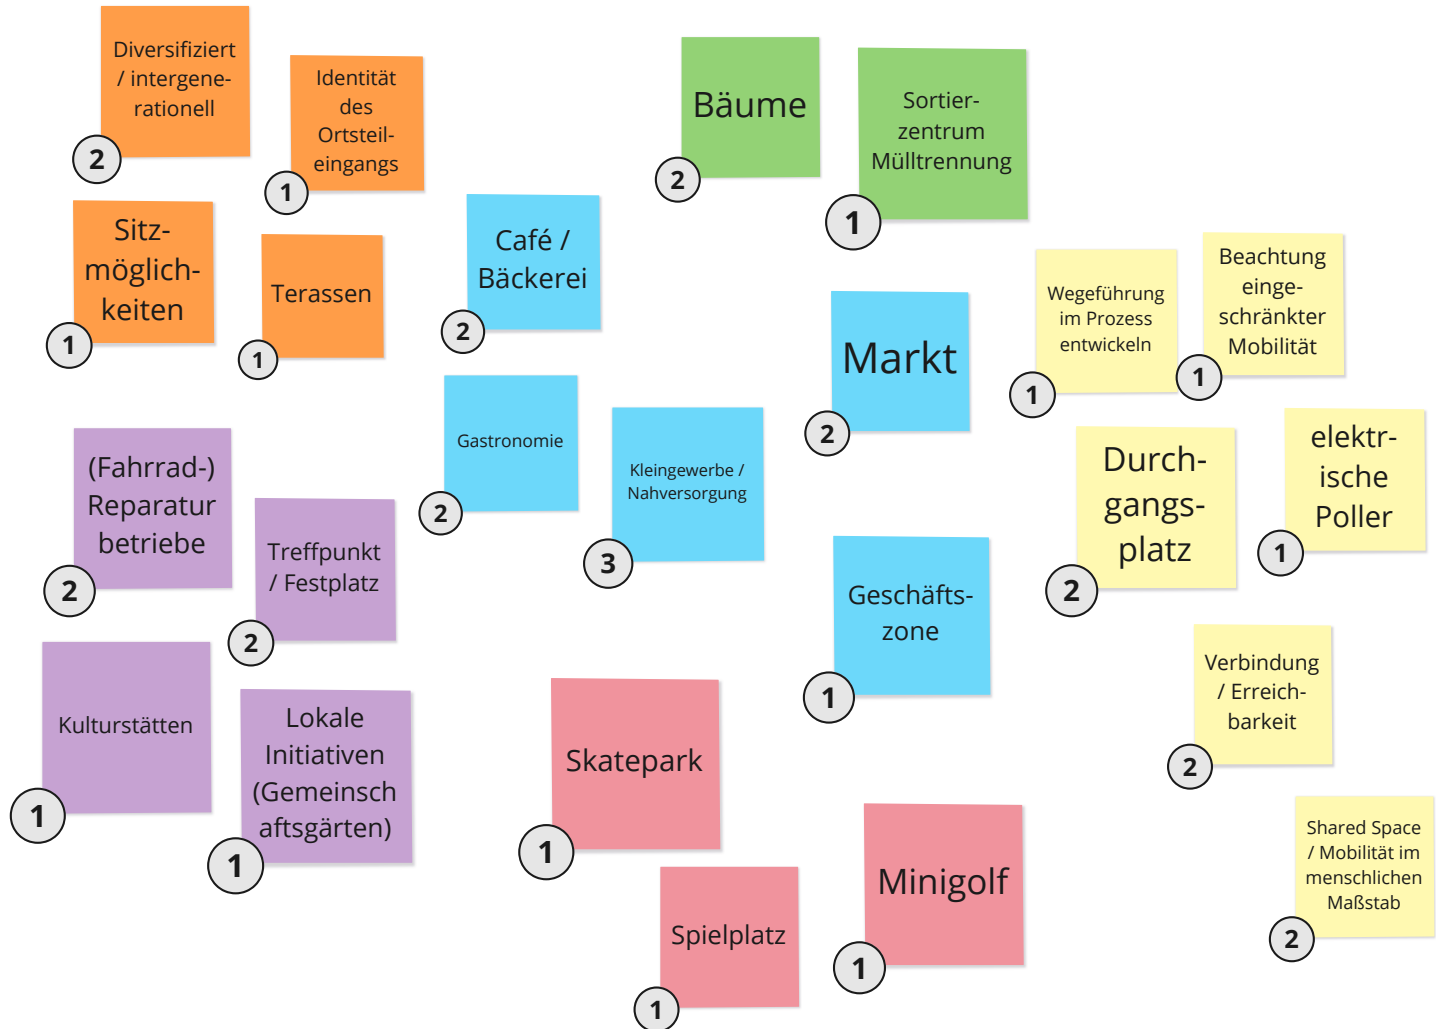 Diversifiziert
/ intergene-
rationell
2
Identität
des
Ortsteil-
eingangs
1
Sitz-
möglich-
keiten
1
Terassen
1
Bäume
2
Sortier-
zentrum
Mülltrennung
1
Café /
Bäckerei
2
Gastronomie
2
Kleingewerbe /
Nahversorgung
3
Markt
2
Geschäfts-
zone
1
Wegeführung
im Prozess
entwickeln
1
Beachtung
einge-
schränkter
Mobilität
1
Durch-
gangs-
platz
2
elektr-
ische
Poller
1
Verbindung
/ Erreich-
barkeit
2
Shared Space
/ Mobilität im
menschlichen
Maßstab
2
(Fahrrad-)
Reparatur
betriebe
2
Treffpunkt
/ Festplatz
2
Kulturstätten
1
Lokale
Initiativen
(Gemeinsch
aftsgärten)
1
Skatepark
1
Spielplatz
1
Minigolf
1